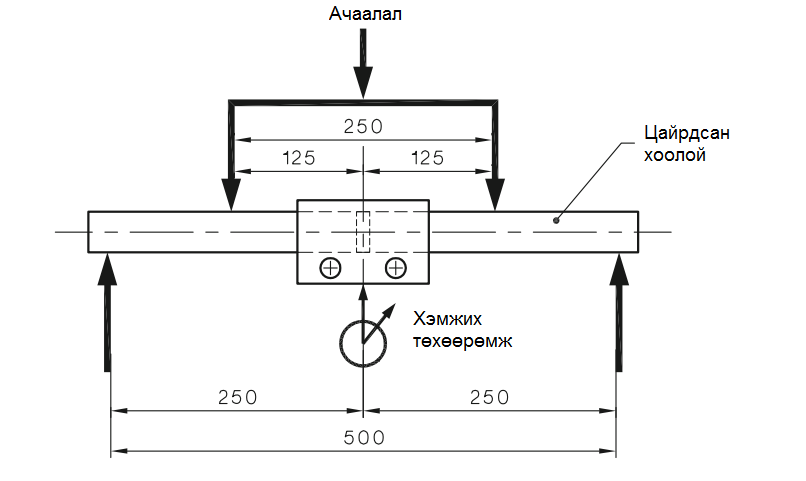 Ачаалал
250
125
125
Цайрдсан
хоолой
Хэмжих
төхөөрөмж
250
250
500